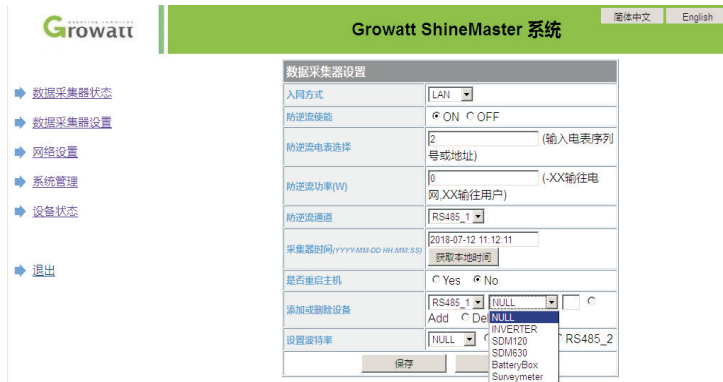 Growatt
Growatt ShineMaster 系统
简体中文 English
数据采集器状态
数据采集器设置
网络设置
系统管理
设备状态
退出
数据采集器设置
入网方式 LAN
防逆流使能 ON OFF
防逆流电表选择 2 (输入电表序列
号或地址)
防逆流功率(W) 0 (-XX输往电
网,XX输往用户)
防逆流通道 RS485_1
采集器时间(YYYY-MM-DD HH:MM:SS) 2018-07-12 11:12:11
获取本地时间
是否重启主机 Yes No
添加或删除设备 RS485_1 NULL
Add Del
NULL
INVERTER
SDM120
SDM630
BatteryBox
Surveymeter
设置波特率 NULL RS485_2
保存